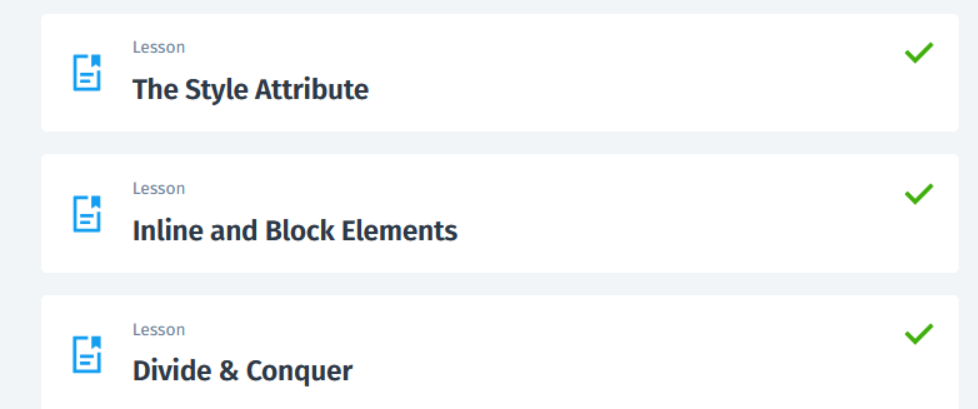 Lesson
The Style Attribute
Lesson
Inline and Block Elements
Lesson
Divide & Conquer